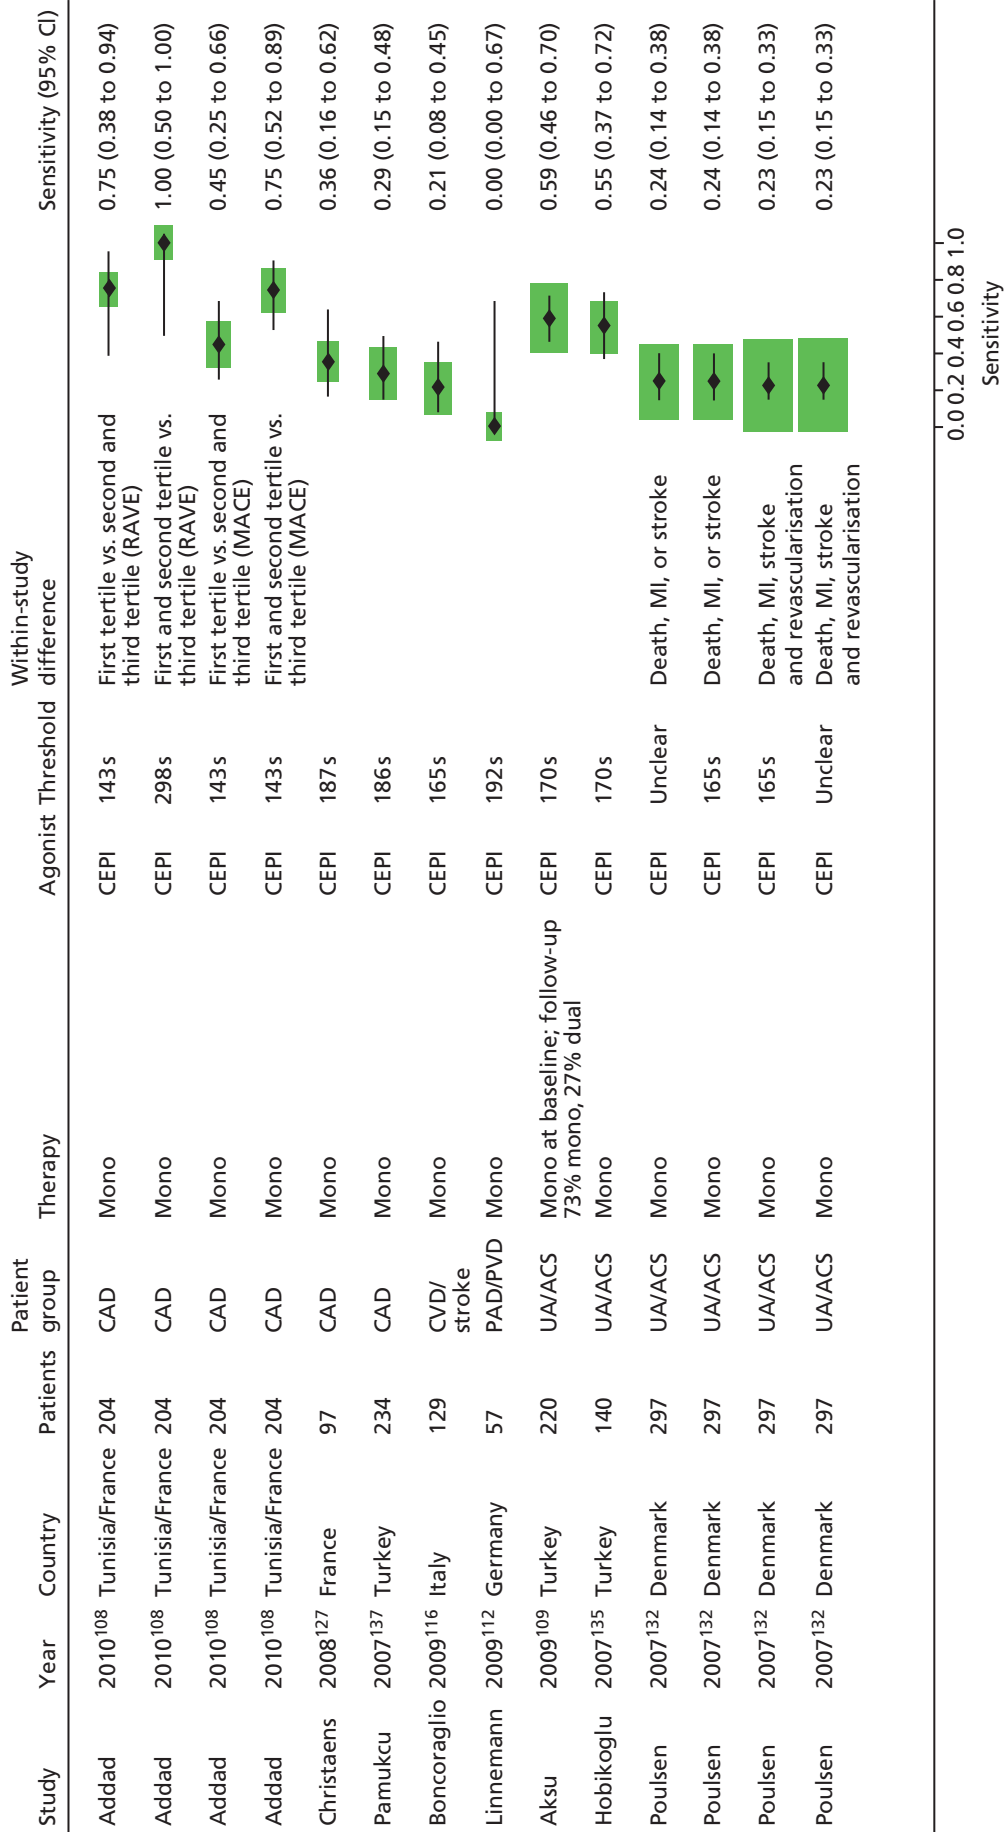 Study Year Country Patients Patient group Therapy Agonist Threshold Within-study difference Sensitivity (95% CI)
Addad 2010108 Tunisia/France 204 CAD Mono CEPI 143s First tertile vs. second and third tertile (RAVE) 0.75 (0.38 to 0.94)
Addad 2010108 Tunisia/France 204 CAD Mono CEPI 298s First and second tertile vs. third tertile (RAVE) 1.00 (0.50 to 1.00)
Addad 2010108 Tunisia/France 204 CAD Mono CEPI 143s First tertile vs. second and third tertile (MACE) 0.45 (0.25 to 0.66)
Addad 2010108 Tunisia/France 204 CAD Mono CEPI 143s First and second tertile vs. third tertile (MACE) 0.75 (0.52 to 0.89)
Christaens 2008127 France 97 CAD Mono CEPI 187s 0.36 (0.16 to 0.62)
Pamukcu 2007137 Turkey 234 CAD Mono CEPI 186s 0.29 (0.15 to 0.48)
Boncoraglio 2009116 Italy 129 CVD/ stroke Mono CEPI 165s 0.21 (0.08 to 0.45)
Linnemann 2009112 Germany 57 PAD/PVD Mono CEPI 192s 0.00 (0.00 to 0.67)
Aksu 2009109 Turkey 220 UA/ACS Mono at baseline; follow-up 73% mono, 27% dual CEPI 170s 0.59 (0.46 to 0.70)
Hobikoglu 2007135 Turkey 140 UA/ACS Mono CEPI 170s 0.55 (0.37 to 0.72)
Poulsen 2007132 Denmark 297 UA/ACS Mono CEPI Unclear Death, MI, or stroke 0.24 (0.14 to 0.38)
Poulsen 2007132 Denmark 297 UA/ACS Mono CEPI 165s Death, MI, or stroke 0.24 (0.14 to 0.38)
Poulsen 2007132 Denmark 297 UA/ACS Mono CEPI 165s Death, MI, stroke and revascularisation 0.23 (0.15 to 0.33)
Poulsen 2007132 Denmark 297 UA/ACS Mono CEPI Unclear Death, MI, stroke and revascularisation 0.23 (0.15 to 0.33)
0.0 0.2 0.4 0.6 0.8 1.0
Sensitivity